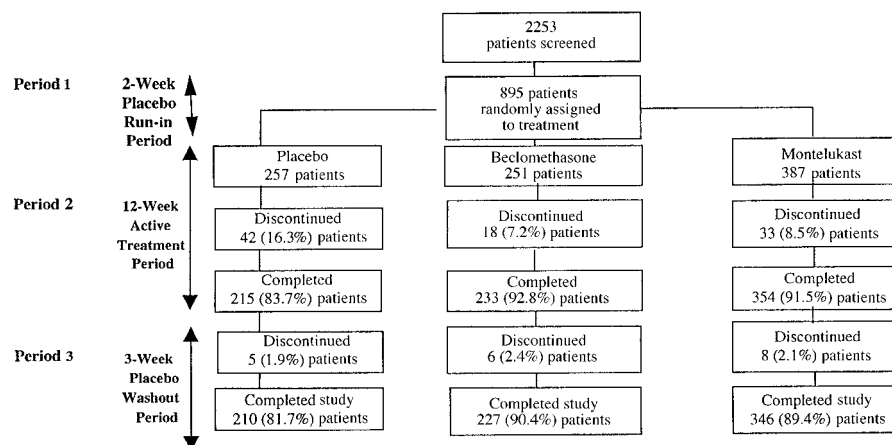 2253
patients screened
Period 1
2-Week
Placebo
Run-in
Period
895 patients
randomly assigned
to treatment
Placebo
257 patients
Beclomethasone
251 patients
Montelukast
387 patients
Period 2
12-Week
Active
Treatment
Period
Discontinued
42 (16.3%) patients
Discontinued
18 (7.2%) patients
Discontinued
33 (8.5%) patients
Completed
215 (83.7%) patients
Completed
233 (92.8%) patients
Completed
354 (91.5%) patients
Period 3
3-Week
Placebo
Washout
Period
Discontinued
5 (1.9%) patients
Discontinued
6 (2.4%) patients
Discontinued
8 (2.1%) patients
Completed study
210 (81.7%) patients
Completed study
227 (90.4%) patients
Completed study
346 (89.4%) patients